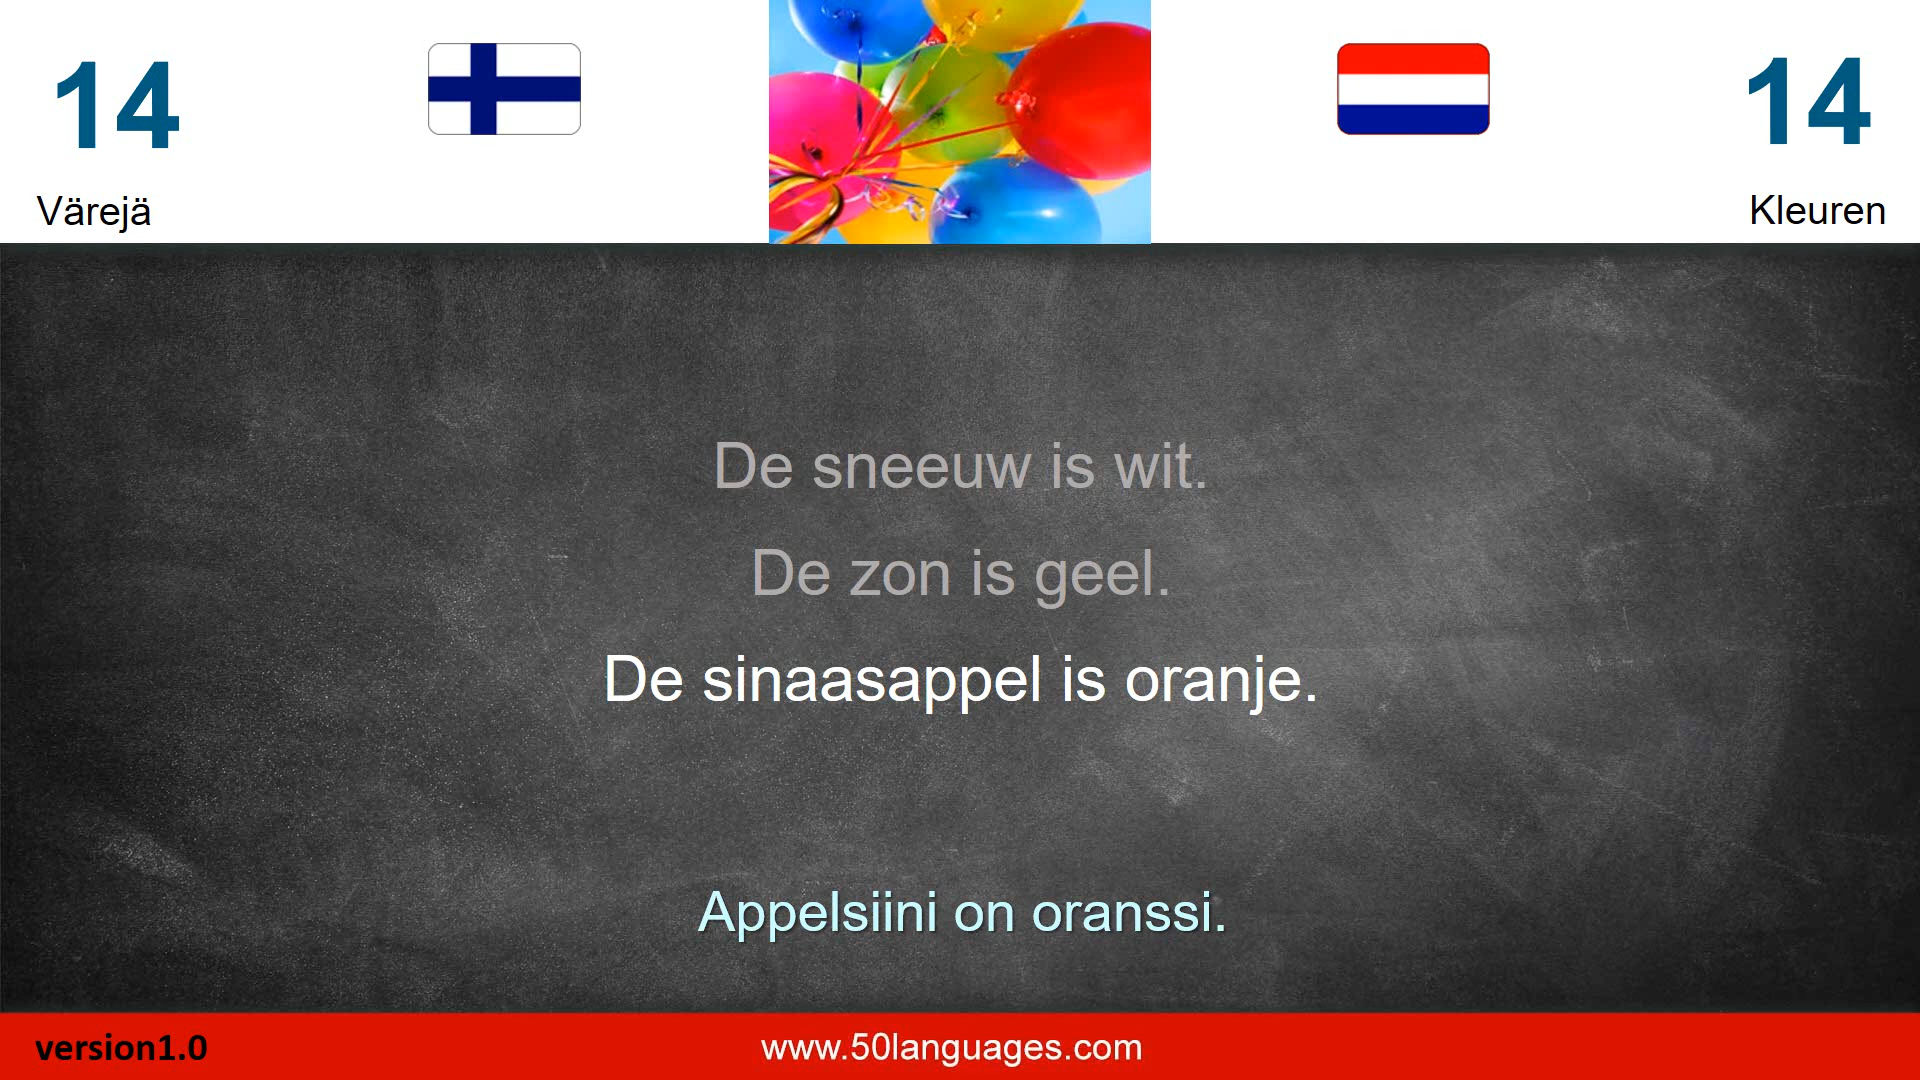 14
14
Värejä
Kleuren
De sneeuw is wit.
De zon is geel.
De sinaasappel is oranje.
Appelsiini on oranssi.
version1.0
www.50languages.com